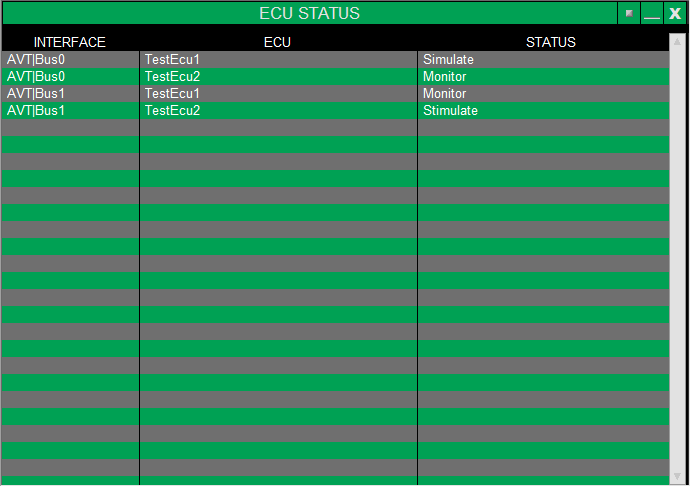 ECU STATUS
INTERFACE ECU STATUS
AVT|Bus0 TestEcu1 Simulate
AVT|Bus0 TestEcu2 Monitor
AVT|Bus1 TestEcu1 Monitor
AVT|Bus1 TestEcu2 Stimulate